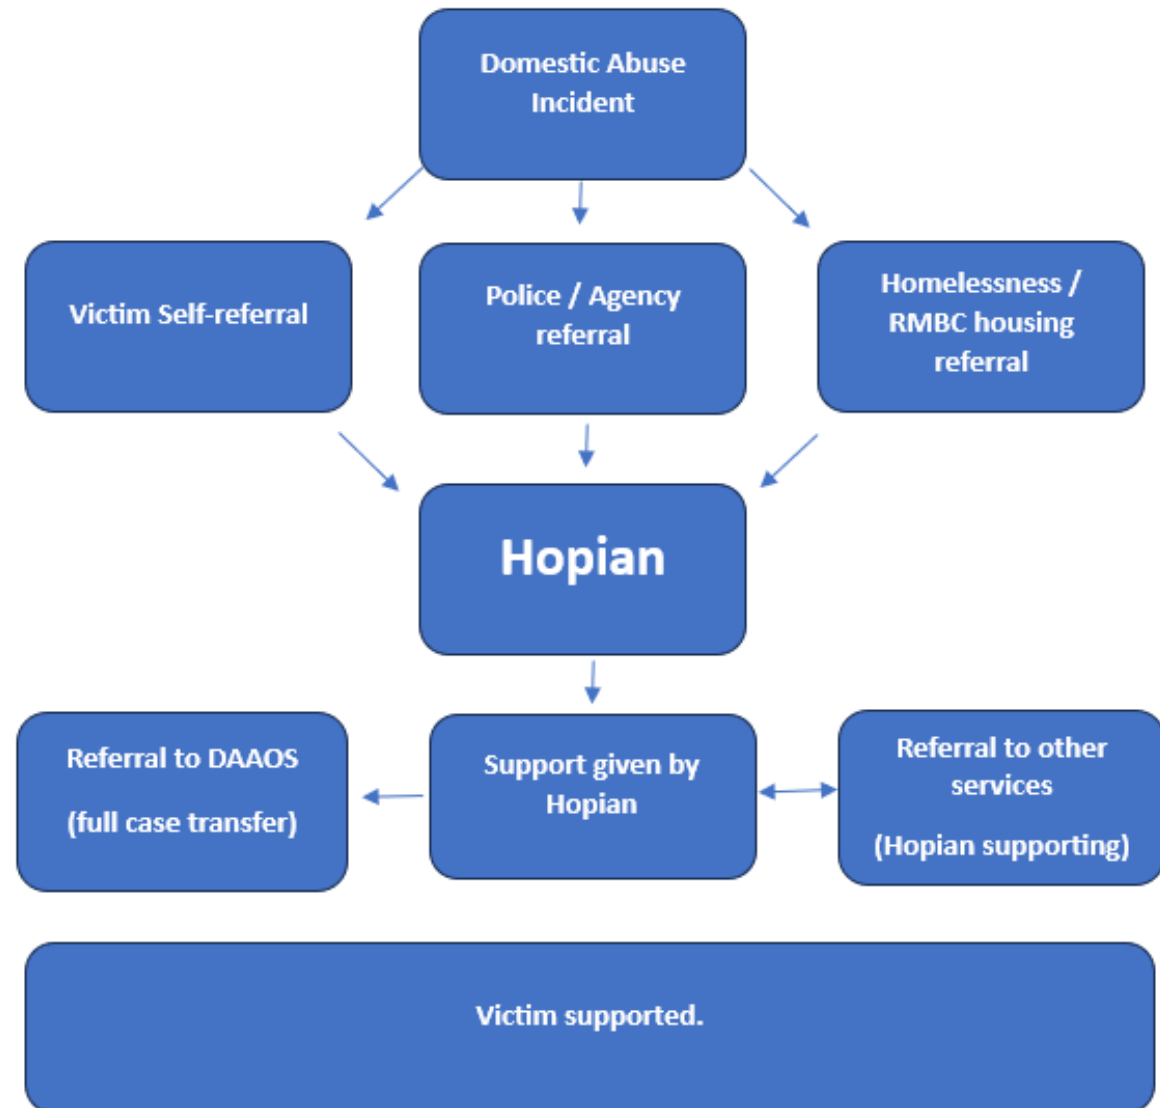 Domestic Abuse
Incident
Victim Self-referral
Police / Agency
referral
Homelessness /
RMBC housing
referral
Hopian
Referral to DAAOS
(full case transfer)
Support given by
Hopian
Referral to other
services
(Hopian supporting)
Victim supported.